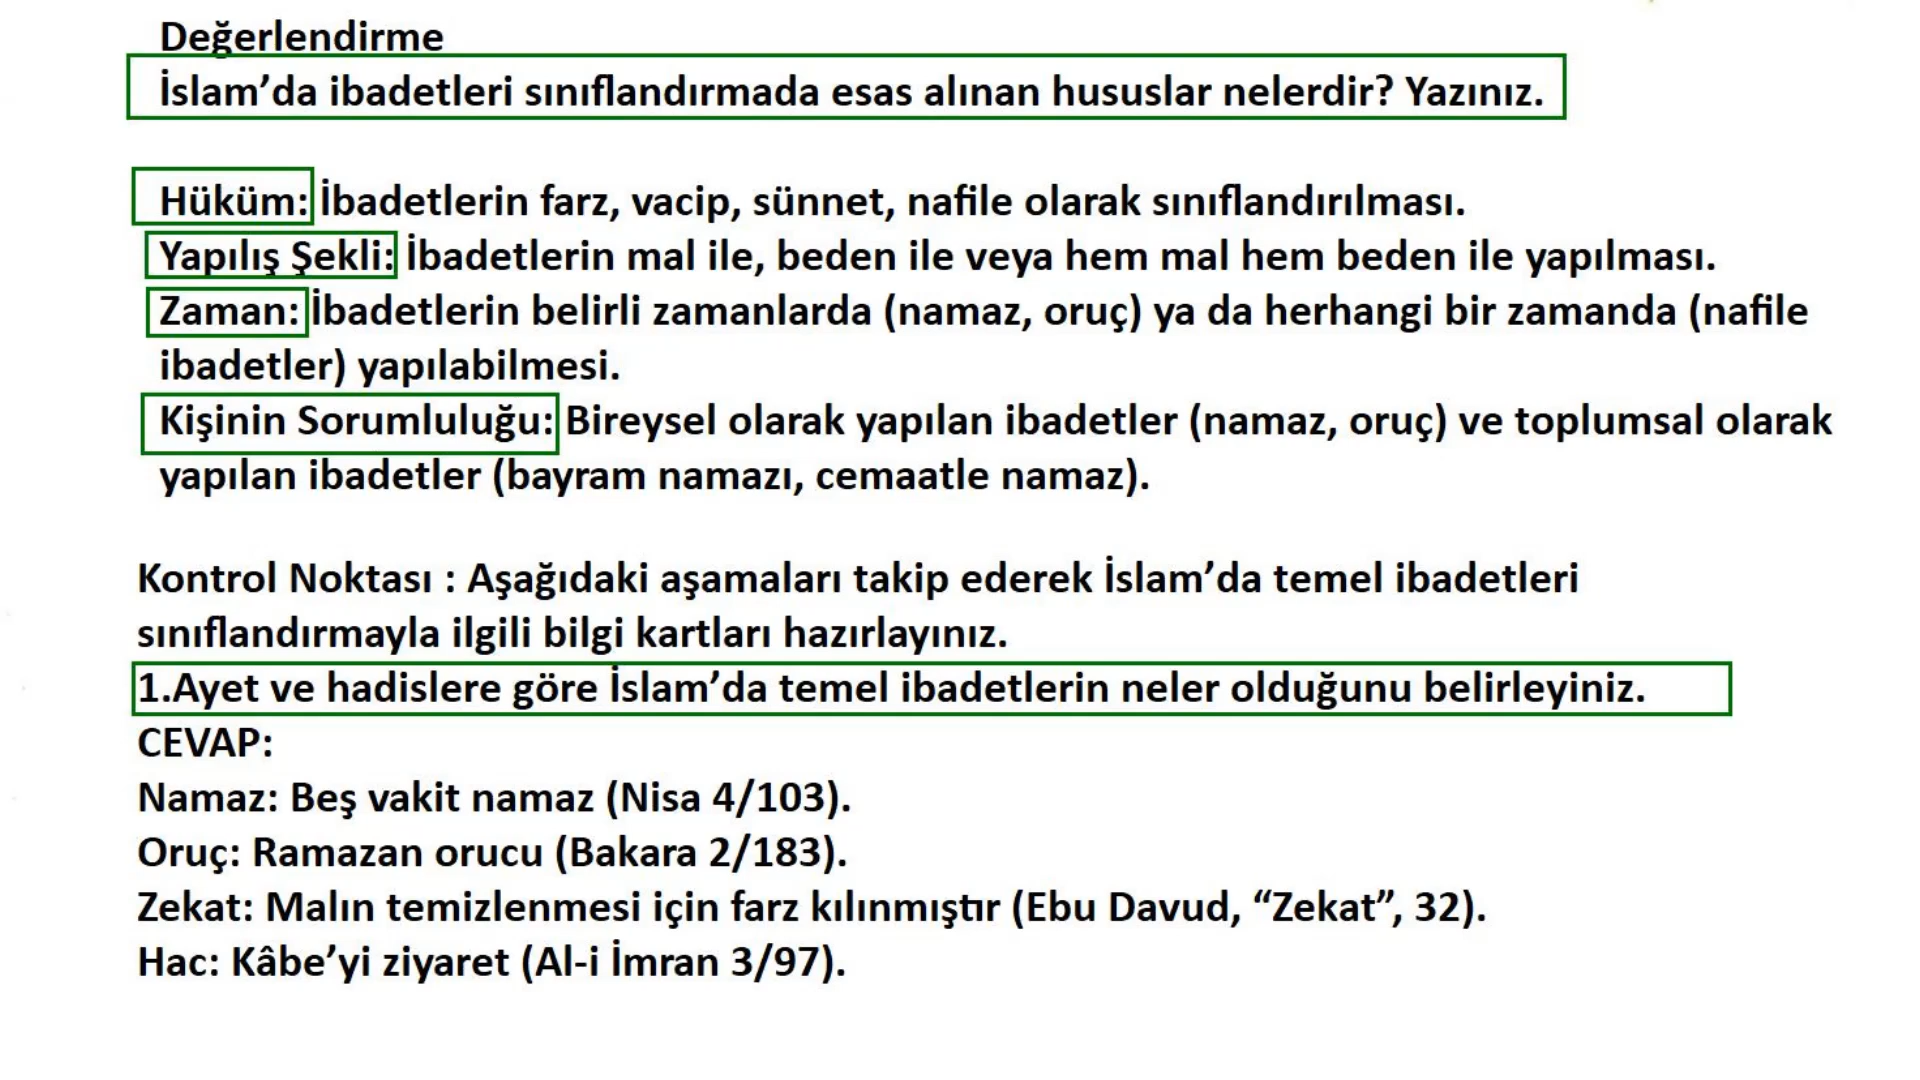 Değerlendirme
İslam’da ibadetleri sınıflandırmada esas alınan hususlar nelerdir? Yazınız.
Hüküm: İbadetlerin farz, vacip, sünnet, nafile olarak sınıflandırılması.
Yapılış Şekli: İbadetlerin mal ile, beden ile veya hem mal hem beden ile yapılması.
Zaman: İbadetlerin belirli zamanlarda (namaz, oruç) ya da herhangi bir zamanda (nafile
ibadetler) yapılabilmesi.
Kişinin Sorumluluğu: Bireysel olarak yapılan ibadetler (namaz, oruç) ve toplumsal olarak
yapılan ibadetler (bayram namazı, cemaatle namaz).
Kontrol Noktası : Aşağıdaki aşamaları takip ederek İslam’da temel ibadetleri
sınıflandırmayla ilgili bilgi kartları hazırlayınız.
1.Ayet ve hadislere göre İslam’da temel ibadetlerin neler olduğunu belirleyiniz.
CEVAP:
Namaz: Beş vakit namaz (Nisa 4/103).
Oruç: Ramazan orucu (Bakara 2/183).
Zekat: Malın temizlenmesi için farz kılınmıştır (Ebu Davud, “Zekat”, 32).
Hac: Kâbe’yi ziyaret (Al-i İmran 3/97).